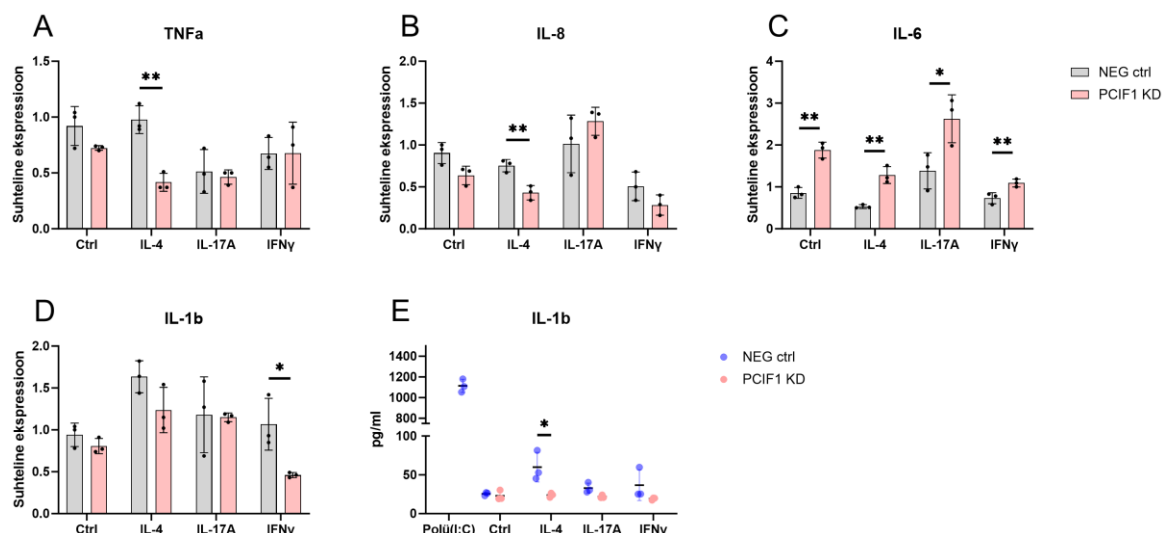 A
TNFa
Suhteline ekspressioon
1.5
1.0
0.5
0.0
**
Ctrl IL-4 IL-17A IFNγ
B
IL-8
Suhteline ekspressioon
2.0
1.5
1.0
0.5
0.0
**
Ctrl IL-4 IL-17A IFNγ
C
IL-6
Suhteline ekspressioon
4
3
2
1
0
** ** * **
Ctrl IL-4 IL-17A IFNγ
NEG ctrl
PCIF1 KD
D
IL-1b
Suhteline ekspressioon
2.0
1.5
1.0
0.5
0.0
*
Ctrl IL-4 IL-17A IFNγ
E
IL-1b
pg/ml
1400
1200
1000
800
600
100
50
0
*
Polü(I:C) Ctrl IL-4 IL-17A IFNγ
NEG ctrl
PCIF1 KD